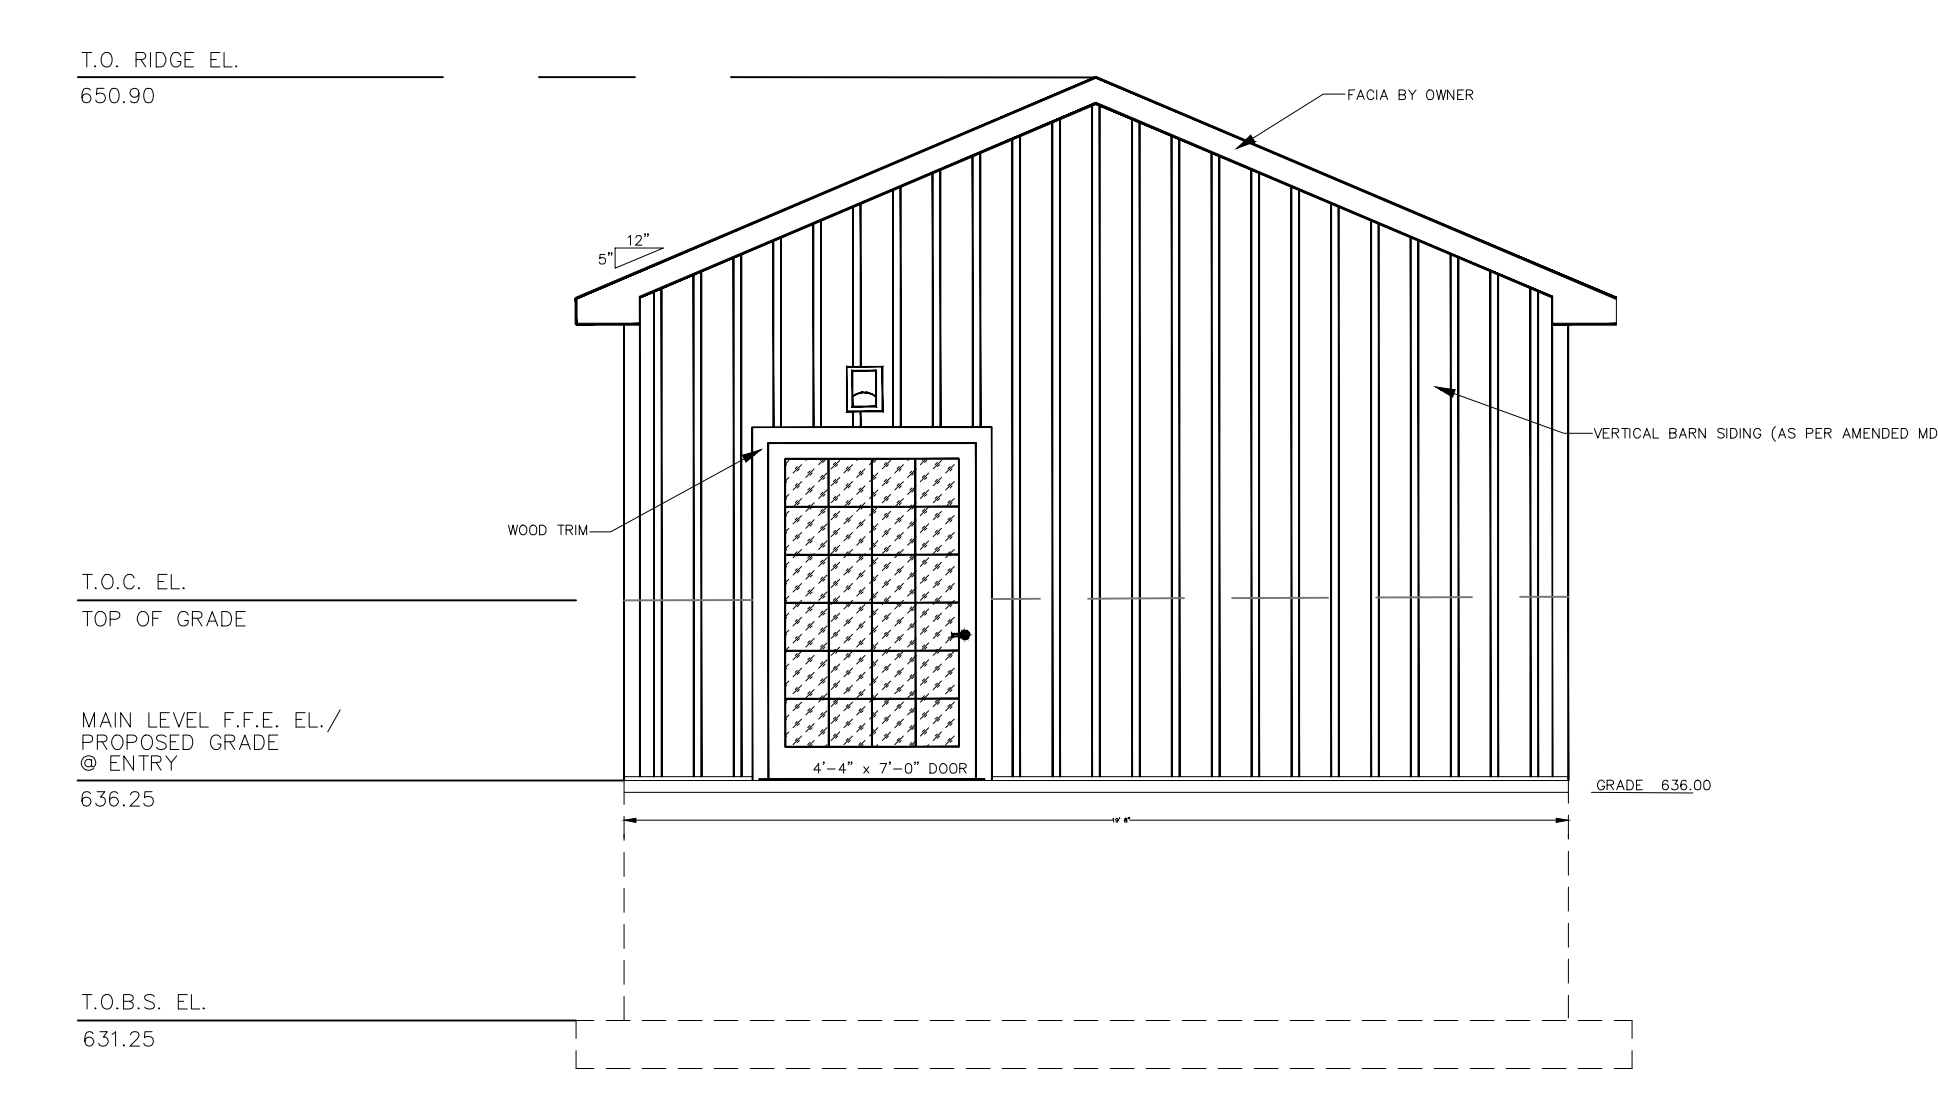 T.O. RIDGE EL.
650.90
FACIA BY OWNER
12"
5"
VERTICAL BARN SIDING (AS PER AMENDED MD
WOOD TRIM
T.O.C. EL.
TOP OF GRADE
MAIN LEVEL F.F.E. EL./
PROPOSED GRADE
@ ENTRY
636.25
4'-4" x 7'-0" DOOR
GRADE 636.00
19' 8"
T.O.B.S. EL.
631.25